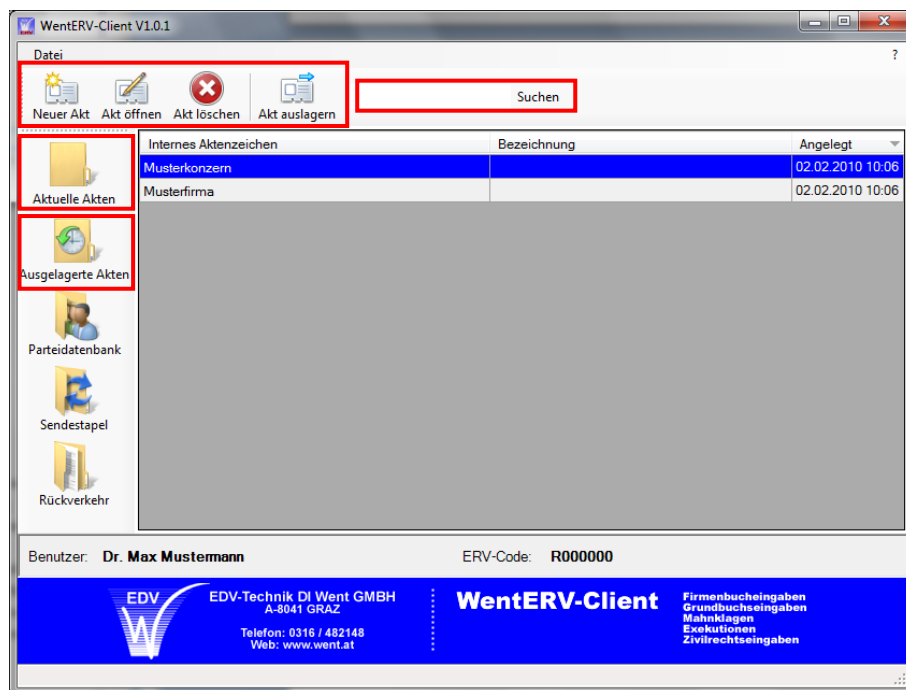 WentERV-Client V1.0.1
Datei ?
Neuer Akt Akt öffnen Akt löschen Akt auslagern Suchen
Internes Aktenzeichen Bezeichnung Angelegt
Musterkonzern 02.02.2010 10:06
Musterfirma 02.02.2010 10:06
Aktuelle Akten
Ausgelagerte Akten
Parteidatenbank
Sendestapel
Rückverkehr
Benutzer: Dr. Max Mustermann ERV-Code: R000000
EDV
W
EDV-Technik DI Went GMBH
A-8041 GRAZ
Telefon: 0316 / 482148
Web: www.went.at
WentERV-Client
Firmenbucheingaben
Grundbuchseingaben
Mahnklagen
Exekutionen
Zivilrechtseingaben